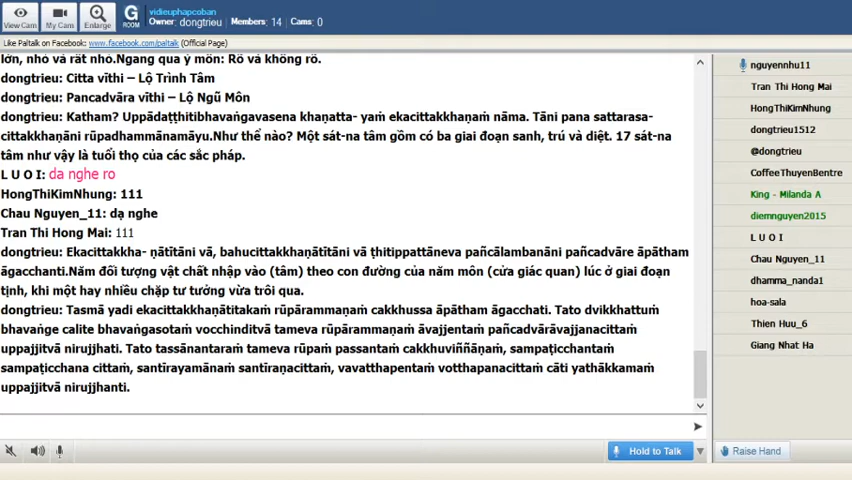 vidieuphapcoban
Owner: dongtrieu Members: 14 Cams: 0
View Cam My Cam Enlarge G ROOM
Like Paltalk on Facebook: www.facebook.com/paltalk (Official Page)
lớn, nhỏ và rất nhỏ.Ngang qua ý môn: Rõ và không rõ.
dongtrieu: Citta vīthi – Lộ Trình Tâm
dongtrieu: Pancadvāra vīthi – Lộ Ngũ Môn
dongtrieu: Katham? Uppādaṭṭhitibhaṅgavasena khaṇatta- yaṁ ekacittakkhaṇaṁ nāma. Tāni pana sattarasa-
cittakkhaṇāni rūpadhammānamāyu.Như thế nào? Một sát-na tâm gồm có ba giai đoạn sanh, trú và diệt. 17 sát-na
tâm như vậy là tuổi thọ của các sắc pháp.
L U O I: da nghe ro
HongThiKimNhung: 111
Chau Nguyen_11: dạ nghe
Tran Thi Hong Mai: 111
dongtrieu: Ekacittakkha- ṇātītāni vā, bahucittakkhaṇātītāni vā ṭhitippattāneva pañcālambanāni pañcadvāre āpātham
āgacchanti.Năm đối tượng vật chất nhập vào (tâm) theo con đường của năm môn (cửa giác quan) lúc ở giai đoạn
tịnh, khi một hay nhiều chặp tư tưởng vừa trôi qua.
dongtrieu: Tasmā yadi ekacittakkhaṇātitakaṁ rūpārammaṇaṁ cakkhussa āpātham āgacchati. Tato dvikkhattuṁ
bhavaṅge calite bhavaṅgasotaṁ vocchinditvā tameva rūpārammaṇaṁ āvajjentaṁ pañcadvārāvajjanacittaṁ
uppajjitvā nirujjhati. Tato tassānantaraṁ tameva rūpaṁ passantaṁ cakkhuviññāṇaṁ, sampaṭicchantaṁ
sampaṭicchana cittaṁ, santīrayamānaṁ santīraṇacittaṁ, vavatthapentaṁ votthapanacittaṁ cāti yathākkamaṁ
uppajjitvā nirujjhanti.
nguyennhu11
Tran Thi Hong Mai
HongThiKimNhung
dongtrieu1512
@dongtrieu
CoffeeThuyenBentre
King - Milanda A
diemnguyen2015
L U O I
Chau Nguyen_11
dhamma_nanda1
hoa-sala
Thien Huu_6
Giang Nhat Ha
Hold to Talk
Raise Hand